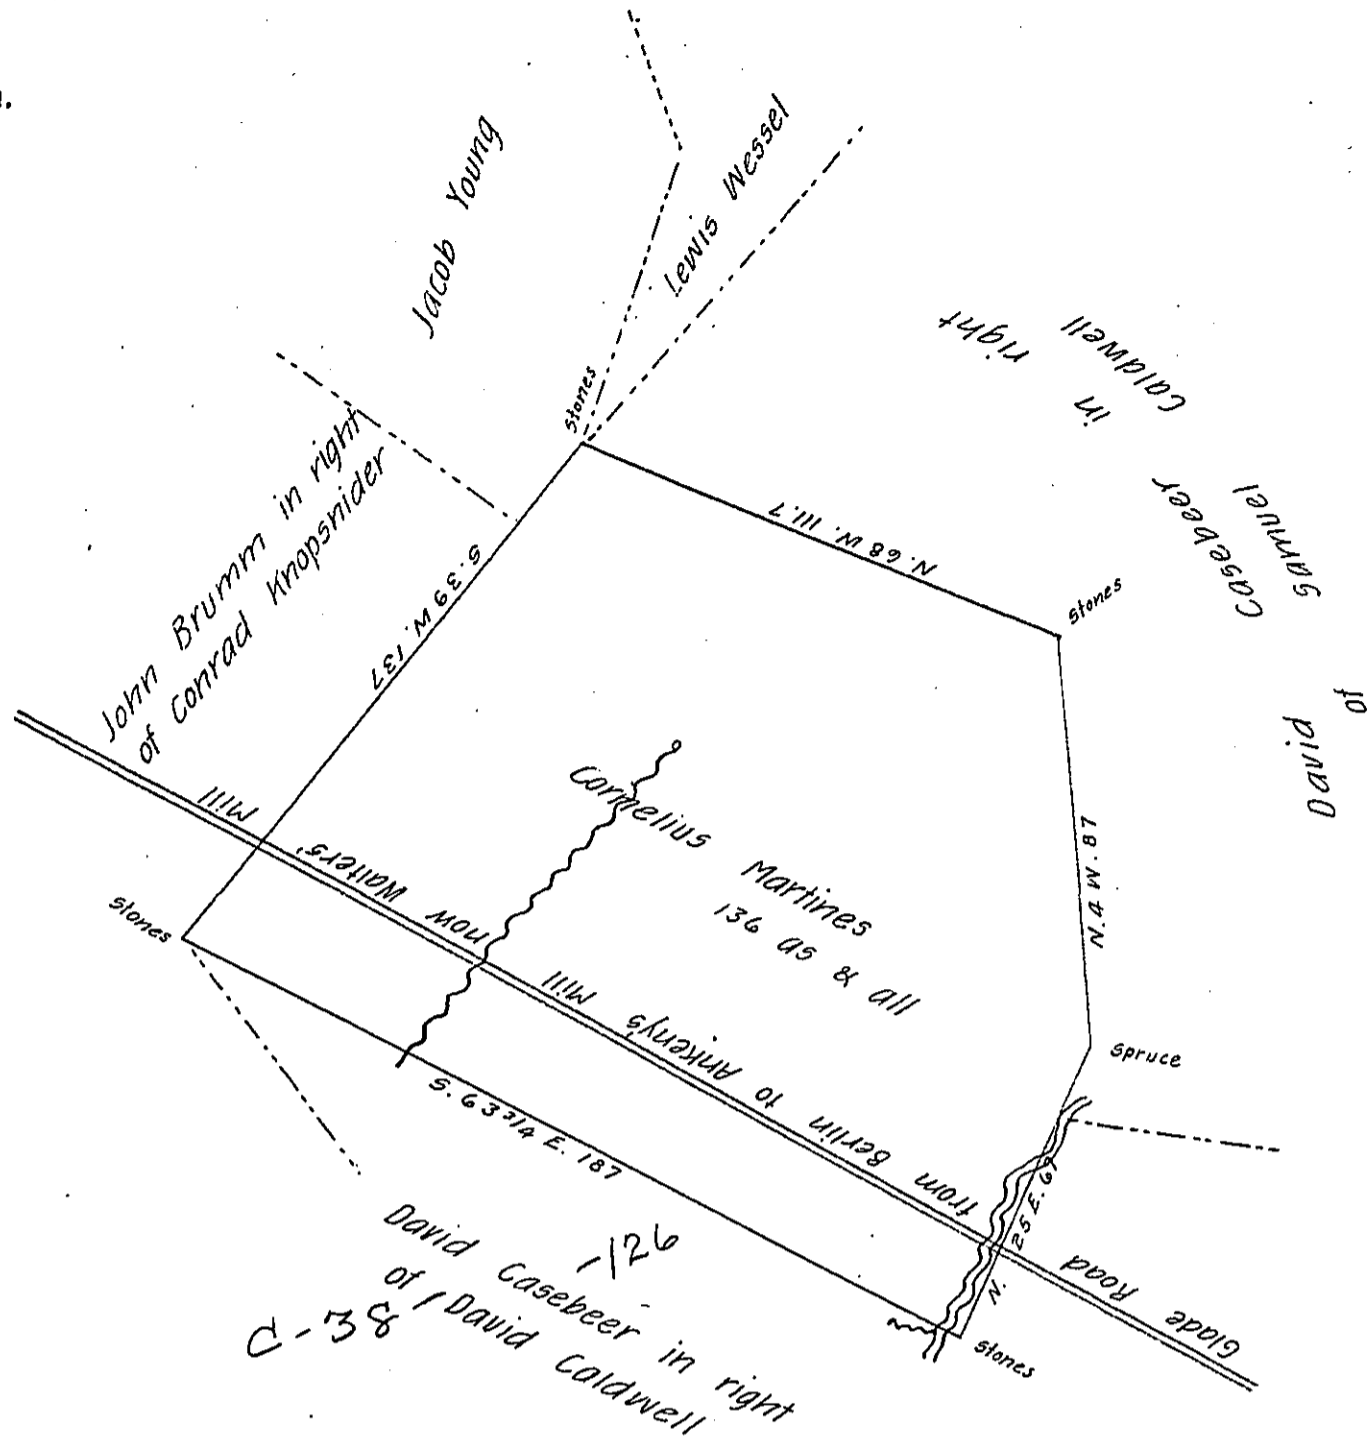 Jacob Young
Lewis Wessel
David Casebeer in right
of Samuel Caldwell
John Brumm in right
of Conrad Knopsnider
Stones
N. 68 W. 111.7
Stones
S. 39 W. 137
N. 4 W. 87
Cornelius Martines
136 as & all
Stones
Spruce
Glade Road from Berlin to Ankenys Mill now Walters' Mill
S. 63 3/4 E. 187
N. 25 E. 67
Stones
David Casebeer in right
of David Caldwell
C-38-126